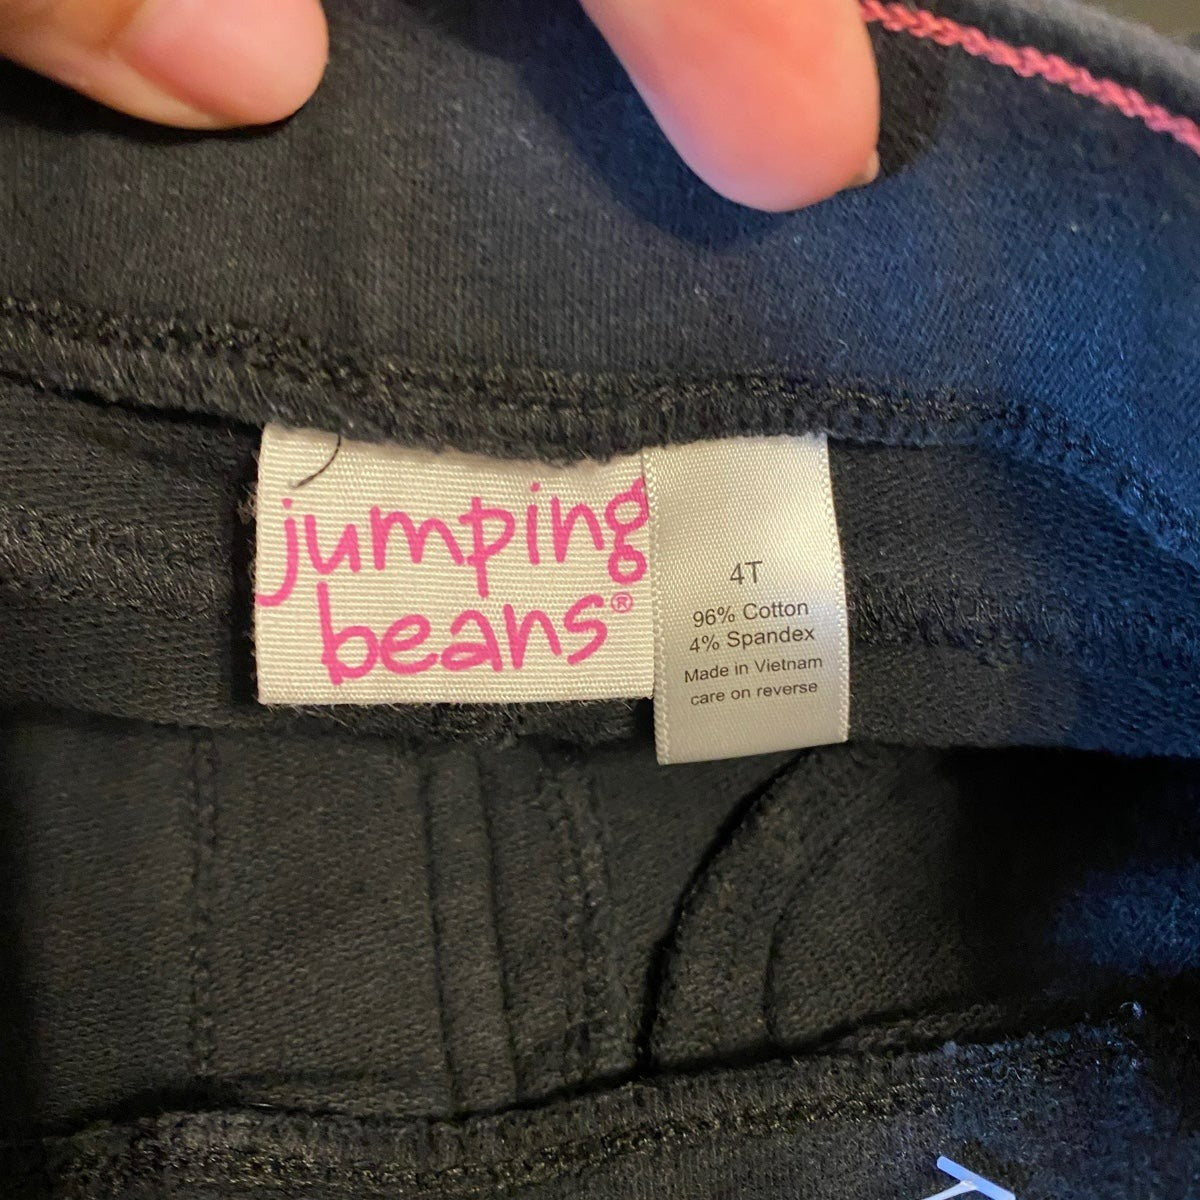 jumping
beans®
4T
96% Cotton
4% Spandex
Made in Vietnam
care on reverse